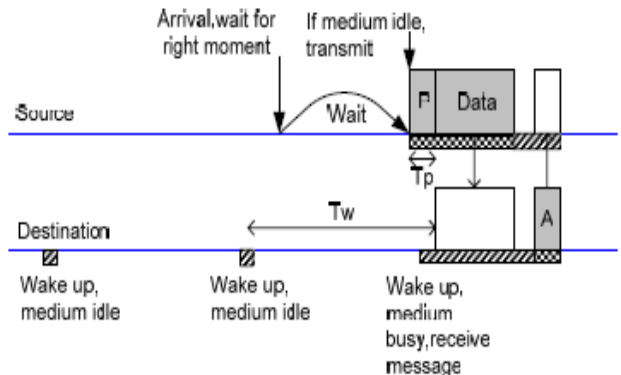 Arrival,wait for
right moment
If medium idle,
transmit
Source
Wait
P
Data
Tp
Tw
Destination
A
Wake up,
medium idle
Wake up,
medium idle
Wake up,
medium
busy,receive
message